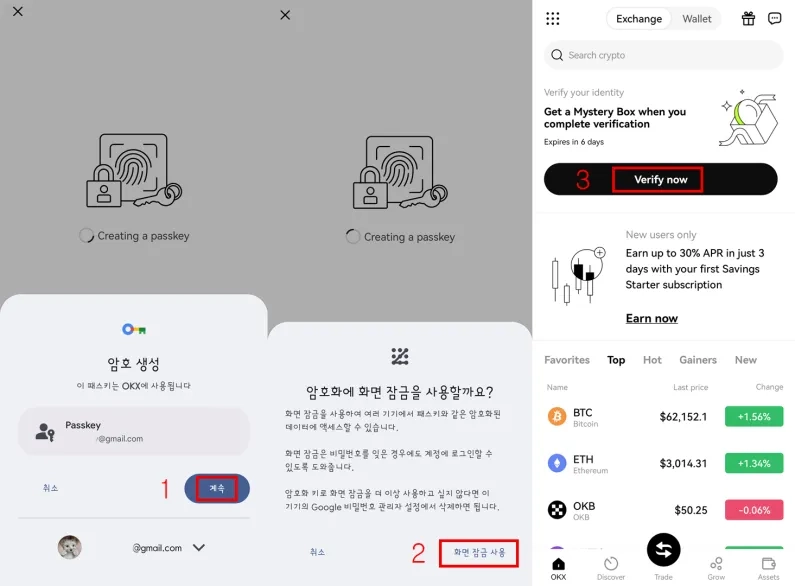 Creating a passkey
암호 생성
이 패스키는 OKX에 사용됩니다
Passkey
/@gmail.com
취소
1
계속
@gmail.com
Creating a passkey
암호화에 화면 잠금을 사용할까요?
화면 잠금을 사용하여 여러 기기에서 패스키와 같은 암호화된
데이터에 액세스할 수 있습니다.
화면 잠금은 비밀번호를 잊은 경우에도 계정에 로그인할 수
있도록 도와줍니다.
암호화 키로 화면 잠금을 더 이상 사용하고 싶지 않다면 이
기기의 Google 비밀번호 관리자 설정에서 삭제하면 됩니다.
취소
2
화면 잠금 사용
Exchange
Wallet
Search crypto
Verify your identity
Get a Mystery Box when you
complete verification
Expires in 6 days
3
Verify now
New users only
Earn up to 30% APR in just 3
days with your first Savings
Starter subscription
Earn now
Favorites
Top
Hot
Gainers
New
Name
Last price
Change
BTC
Bitcoin
$62,152.1
+1.56%
ETH
Ethereum
$3,014.31
+1.34%
OKB
OKB
$50.25
-0.06%
OKX
Discover
Trade
Grow
Assets